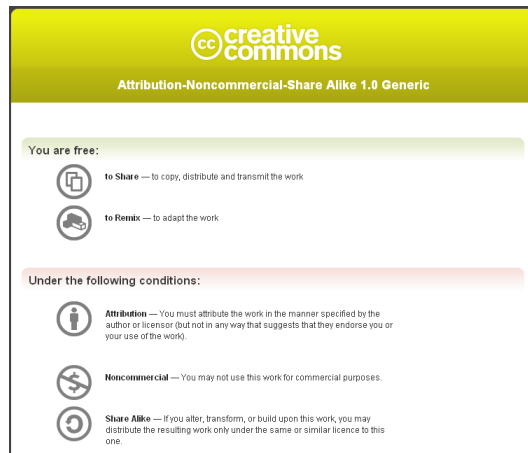 cc creative
commons
Attribution-Noncommercial-Share Alike 1.0 Generic
You are free:
to Share — to copy, distribute and transmit the work
to Remix — to adapt the work
Under the following conditions:
Attribution — You must attribute the work in the manner specified by the
author or licensor (but not in any way that suggests that they endorse you or
your use of the work).
Noncommercial — You may not use this work for commercial purposes.
Share Alike — If you alter, transform, or build upon this work, you may
distribute the resulting work only under the same or similar licence to this
one.